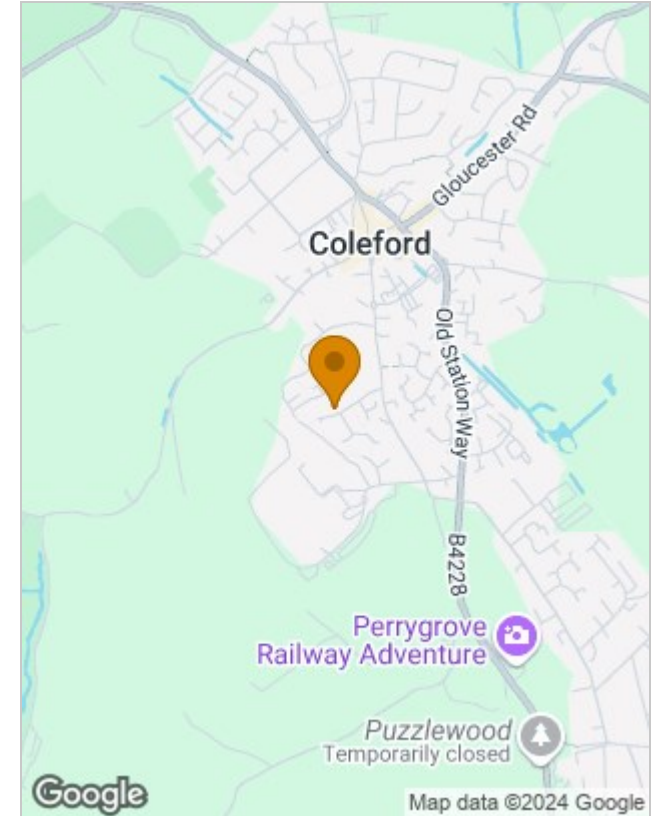 Gloucester Rd
Coleford
Old Station Way
B4228
Perrygrove
Railway Adventure
Puzzlewood
Temporarily closed
Google
Map data ©2024 Google